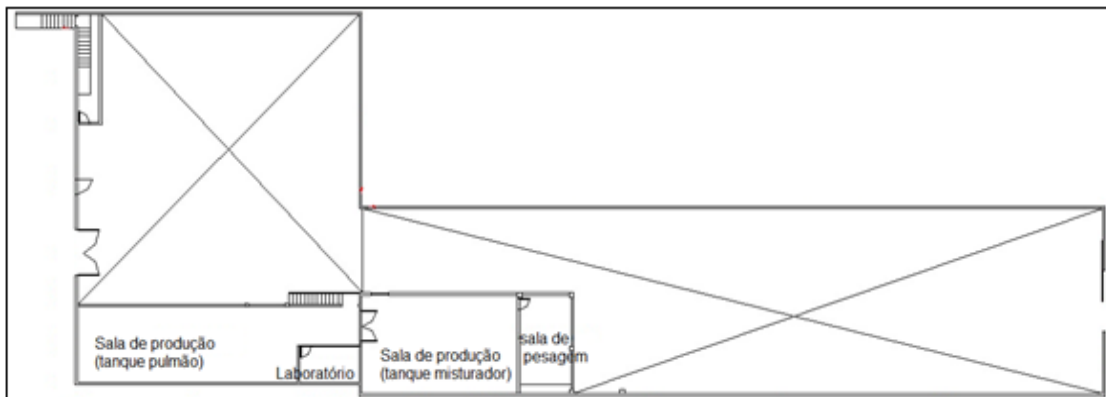 Sala de produção
(tanque pulmão)
Laboratório
Sala de produção
(tanque misturador)
sala de
pesagem